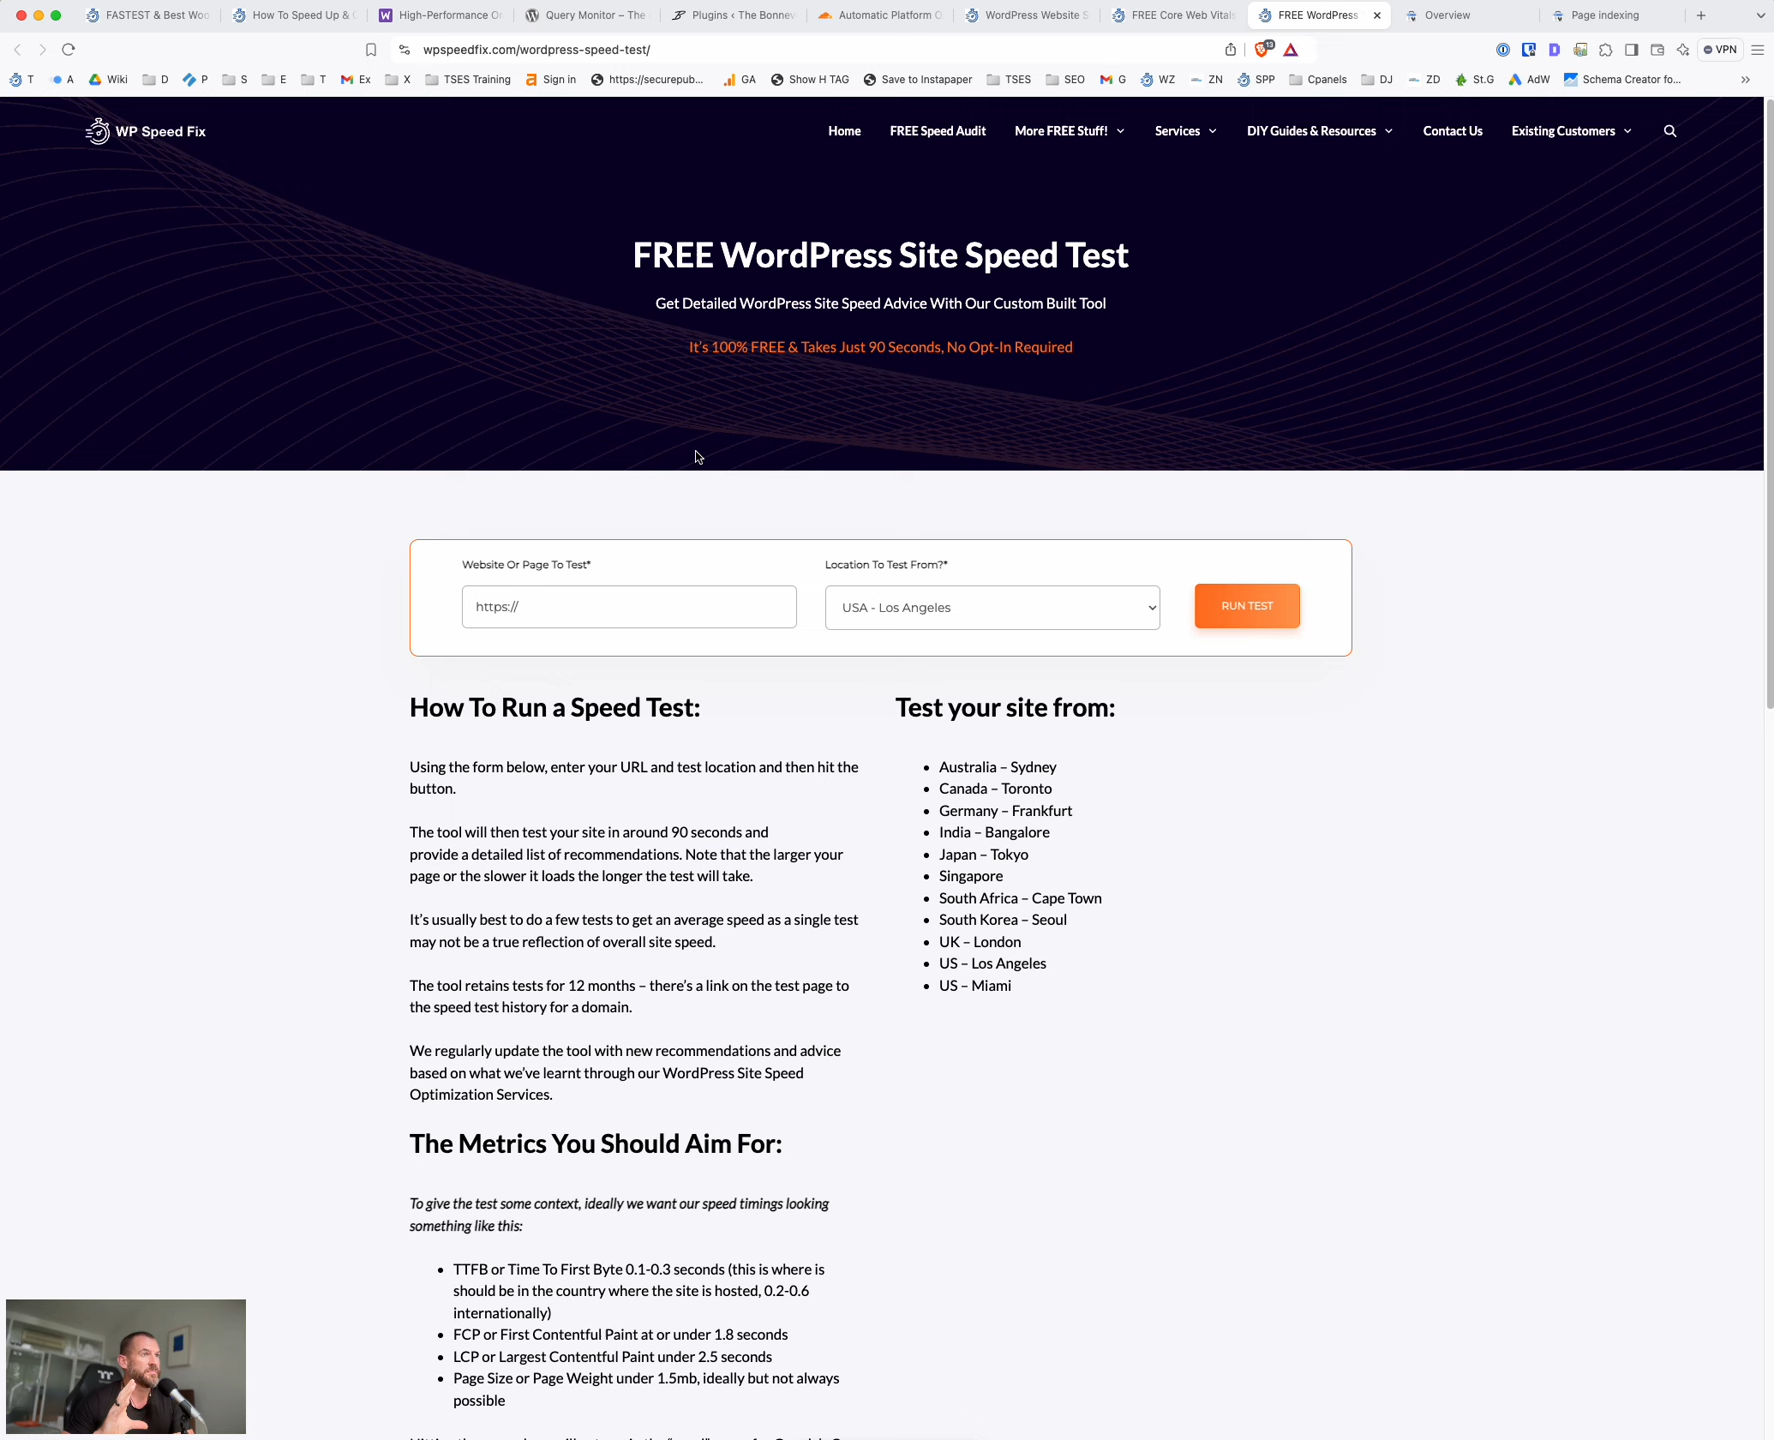 FASTEST & Best Woo
How To Speed Up & 
High-Performance Or
Query Monitor – The
Plugins ‹ The Bonnev
Automatic Platform O
WordPress Website S
FREE Core Web Vitals
FREE WordPress
Overview
Page indexing
wpspeedfix.com/wordpress-speed-test/
13
VPN
T
A
Wiki
D
P
S
E
T
Ex
X
TSES Training
Sign in
https://securepub...
GA
Show H TAG
Save to Instapaper
TSES
SEO
G
WZ
ZN
SPP
Cpanels
DJ
ZD
St.G
AdW
Schema Creator fo...
WP Speed Fix
Home
FREE Speed Audit
More FREE Stuff!
Services
DIY Guides & Resources
Contact Us
Existing Customers
FREE WordPress Site Speed Test
Get Detailed WordPress Site Speed Advice With Our Custom Built Tool
It's 100% FREE & Takes Just 90 Seconds, No Opt-In Required
Website Or Page To Test*
Location To Test From?*
https://
USA - Los Angeles
RUN TEST
How To Run a Speed Test:
Using the form below, enter your URL and test location and then hit the
button.
The tool will then test your site in around 90 seconds and
provide a detailed list of recommendations. Note that the larger your
page or the slower it loads the longer the test will take.
It's usually best to do a few tests to get an average speed as a single test
may not be a true reflection of overall site speed.
The tool retains tests for 12 months – there's a link on the test page to
the speed test history for a domain.
We regularly update the tool with new recommendations and advice
based on what we've learnt through our WordPress Site Speed
Optimization Services.
Test your site from:
Australia – Sydney
Canada – Toronto
Germany – Frankfurt
India – Bangalore
Japan – Tokyo
Singapore
South Africa – Cape Town
South Korea – Seoul
UK – London
US – Los Angeles
US – Miami
The Metrics You Should Aim For:
To give the test some context, ideally we want our speed timings looking
something like this:
TTFB or Time To First Byte 0.1-0.3 seconds (this is where is
should be in the country where the site is hosted, 0.2-0.6
internationally)
FCP or First Contentful Paint at or under 1.8 seconds
LCP or Largest Contentful Paint under 2.5 seconds
Page Size or Page Weight under 1.5mb, ideally but not always
possible